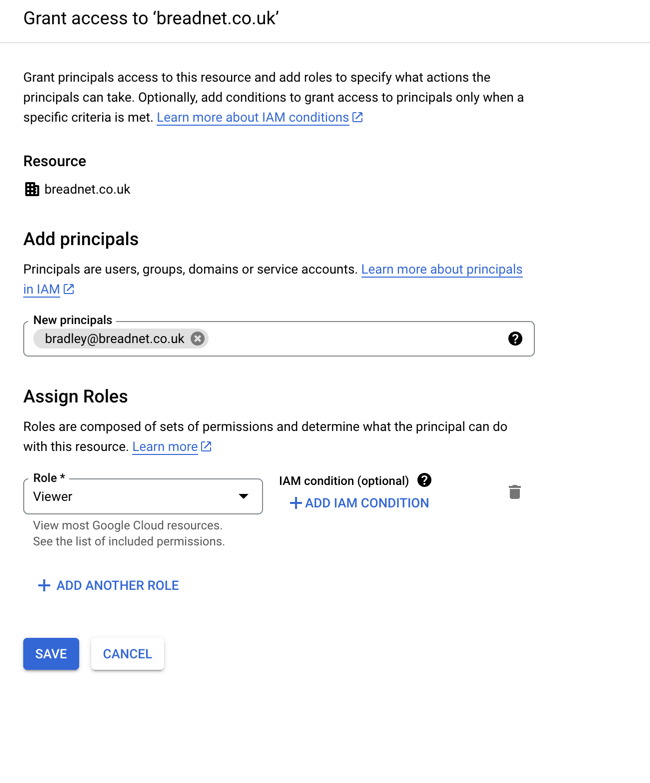 Grant access to ‘breadnet.co.uk’
Grant principals access to this resource and add roles to specify what actions the
principals can take. Optionally, add conditions to grant access to principals only when a
specific criteria is met. Learn more about IAM conditions
Resource
breadnet.co.uk
Add principals
Principals are users, groups, domains or service accounts. Learn more about principals
in IAM
New principals
bradley@breadnet.co.uk
Assign Roles
Roles are composed of sets of permissions and determine what the principal can do
with this resource. Learn more
Role *
Viewer
View most Google Cloud resources.
See the list of included permissions.
IAM condition (optional)
+ ADD IAM CONDITION
+ ADD ANOTHER ROLE
SAVE
CANCEL